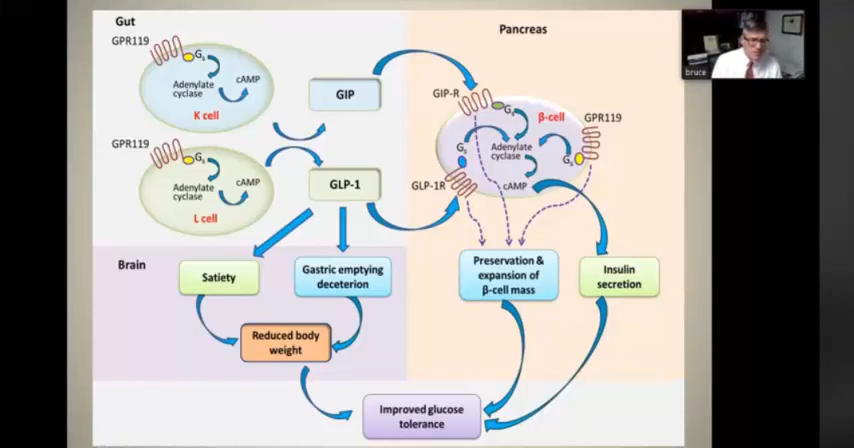 Gut
GPR119
Gs
Adenylate
cyclase
cAMP
K cell
GPR119
Gs
Adenylate
cyclase
cAMP
L cell
GIP
GLP-1
Pancreas
GIP-R
Gs
β-cell
GPR119
Gs
Adenylate
cyclase
Gs
GLP-1R
cAMP
Brain
Satiety
Gastric emptying
deceterion
Preservation &
expansion of
β-cell mass
Insulin
secretion
Reduced body
weight
Improved glucose
tolerance
bruce